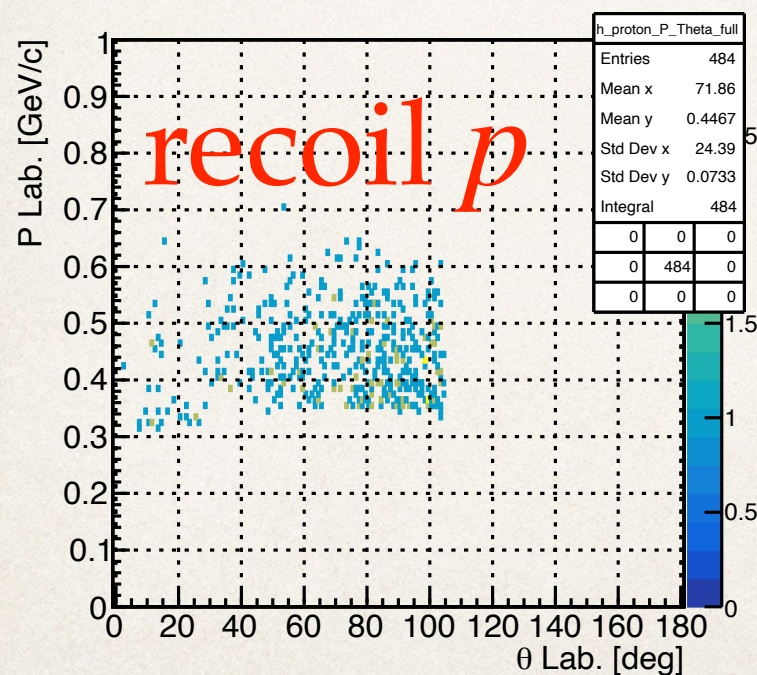 h_proton_P_Theta_full
Entries 484
Mean x 71.86
Mean y 0.4467
Std Dev x 24.39
Std Dev y 0.0733
Integral 484
0 0 0
0 484 0
0 0 0
recoil p
P Lab. [GeV/c]
1
0.9
0.8
0.7
0.6
0.5
0.4
0.3
0.2
0.1
0
0 20 40 60 80 100 120 140 160 180
θ Lab. [deg]
5
1.5
1
0.5
0